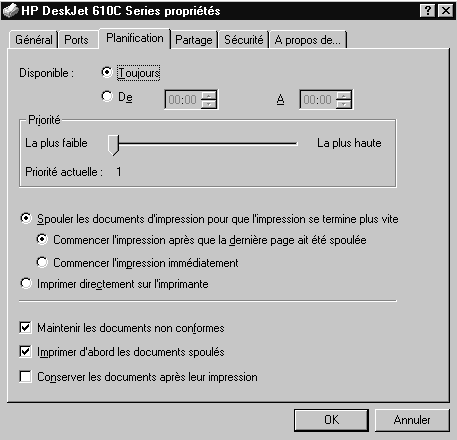 HP DeskJet 610C Series propriétés
Général Ports Planification Partage Sécurité A propos de...
Disponible : Toujours
De 00:00 A 00:00
Priorité
La plus faible La plus haute
Priorité actuelle : 1
Spouler les documents d'impression pour que l'impression se termine plus vite
Commencer l'impression après que la dernière page ait été spoulée
Commencer l'impression immédiatement
Imprimer directement sur l'imprimante
Maintenir les documents non conformes
Imprimer d'abord les documents spoulés
Conserver les documents après leur impression
OK Annuler